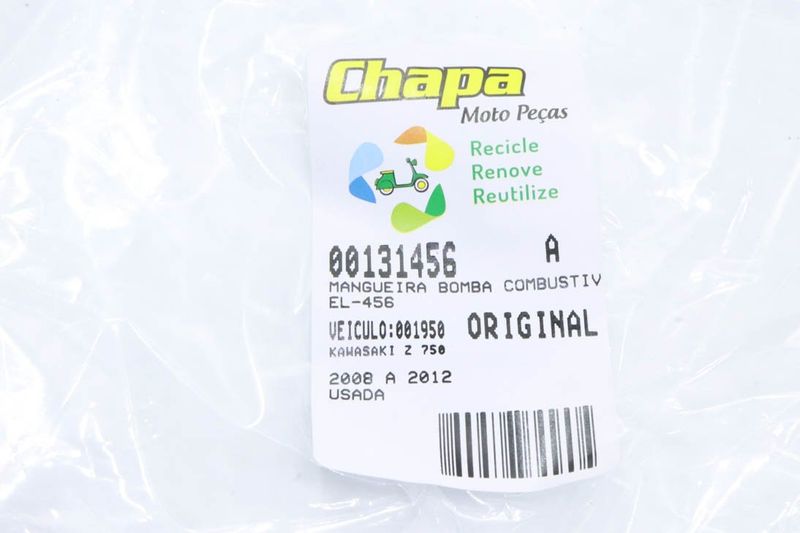 Chapa
Moto Peças
Recicle
Renove
Reutilize
00131456 A
MANGUEIRA BOMBA COMBUSTIV
EL-456
VEICULO:001950 ORIGINAL
KAWASAKI Z 750
2008 A 2012
USADA